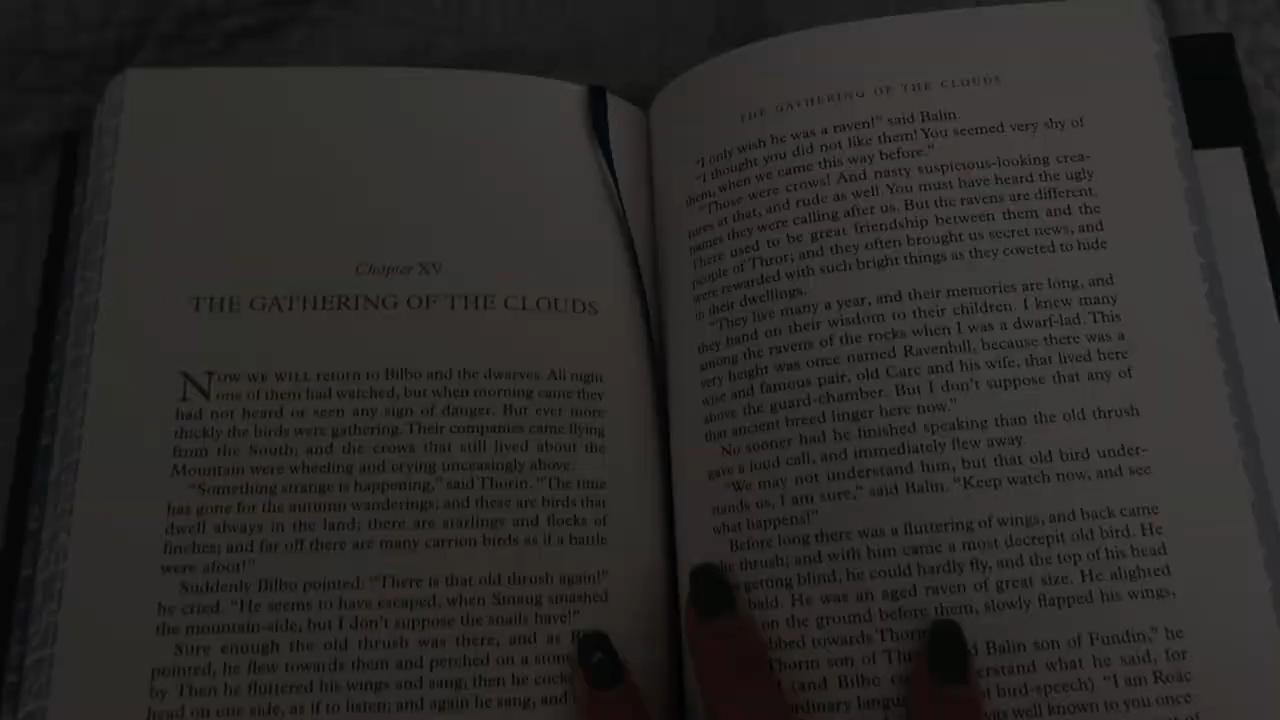 Chapter XV
THE GATHERING OF THE CLOUDS
NOW WE WILL return to Bilbo and the dwarves. All night
one of them had watched, but when morning came they
had not heard or seen any sign of danger. But ever more
thickly the birds were gathering. Their companies came flying
from the South; and the crows that still lived about the
Mountain were wheeling and crying unceasingly above.
"Something strange is happening," said Thorin. "The time
has gone for the autumn wanderings; and these are birds that
dwell always in the land; there are starlings and flocks of
finches; and far off there are many carrion birds as if a battle
were afoot!"
Suddenly Bilbo pointed: "There is that old thrush again!"
he cried. "He seems to have escaped, when Smaug smashed
the mountain-side, but I don't suppose the snails have!"
Sure enough the old thrush was there, and as
pointed, he flew towards them and perched on a
by. Then he fluttered his wings and sang; then he
head on one side, as if to listen; and again he sang, and
THE GATHERING OF THE CLOUDS
"I only wish he was a raven!" said Balin.
"I thought you did not like them! You seemed very shy of
them, when we came this way before."
"Those were crows! And nasty suspicious-looking crea-
tures at that, and rude as well. You must have heard the ugly
names they were calling after us. But the ravens are different.
There used to be great friendship between them and the
people of Thror; and they often brought us secret news, and
were rewarded with such bright things as they coveted to hide
in their dwellings.
"They live many a year, and their memories are long, and
they hand on their wisdom to their children. I knew many
among the ravens of the rocks when I was a dwarf-lad. This
very height was once named Ravenhill, because there was a
wise and famous pair, old Carc and his wife, that lived here
above the guard-chamber. But I don't suppose that any of
that ancient breed linger here now."
No sooner had he finished speaking than the old thrush
gave a loud call, and immediately flew away.
"We may not understand him, but that old bird under-
stands us, I am sure," said Balin. "Keep watch now, and see
what happens!"
Before long there was a fluttering of wings, and back came
the thrush; and with him came a most decrepit old bird. He
getting blind, he could hardly fly, and the top of his head
bald. He was an aged raven of great size. He alighted
on the ground before them, slowly flapped his wings,
towards Thorin
Thorin son of Balin son of Fundin," he
(and Bilbo what he said, for
ordinary bird-speech). "I am Roäc
was well known to you once